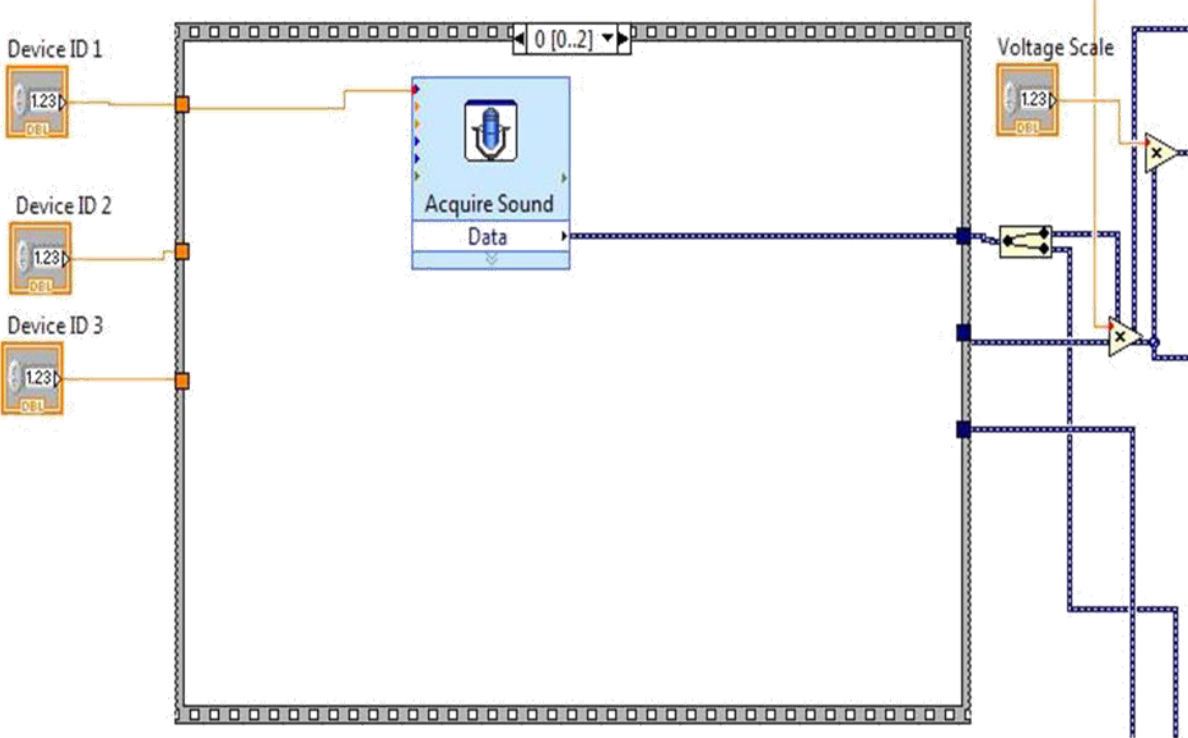 0 [0..2]
Device ID 1
1.23
DBL
Device ID 2
1.23
DBL
Device ID 3
1.23
DBL
Acquire Sound
Data
Voltage Scale
1.23
DBL
×
×